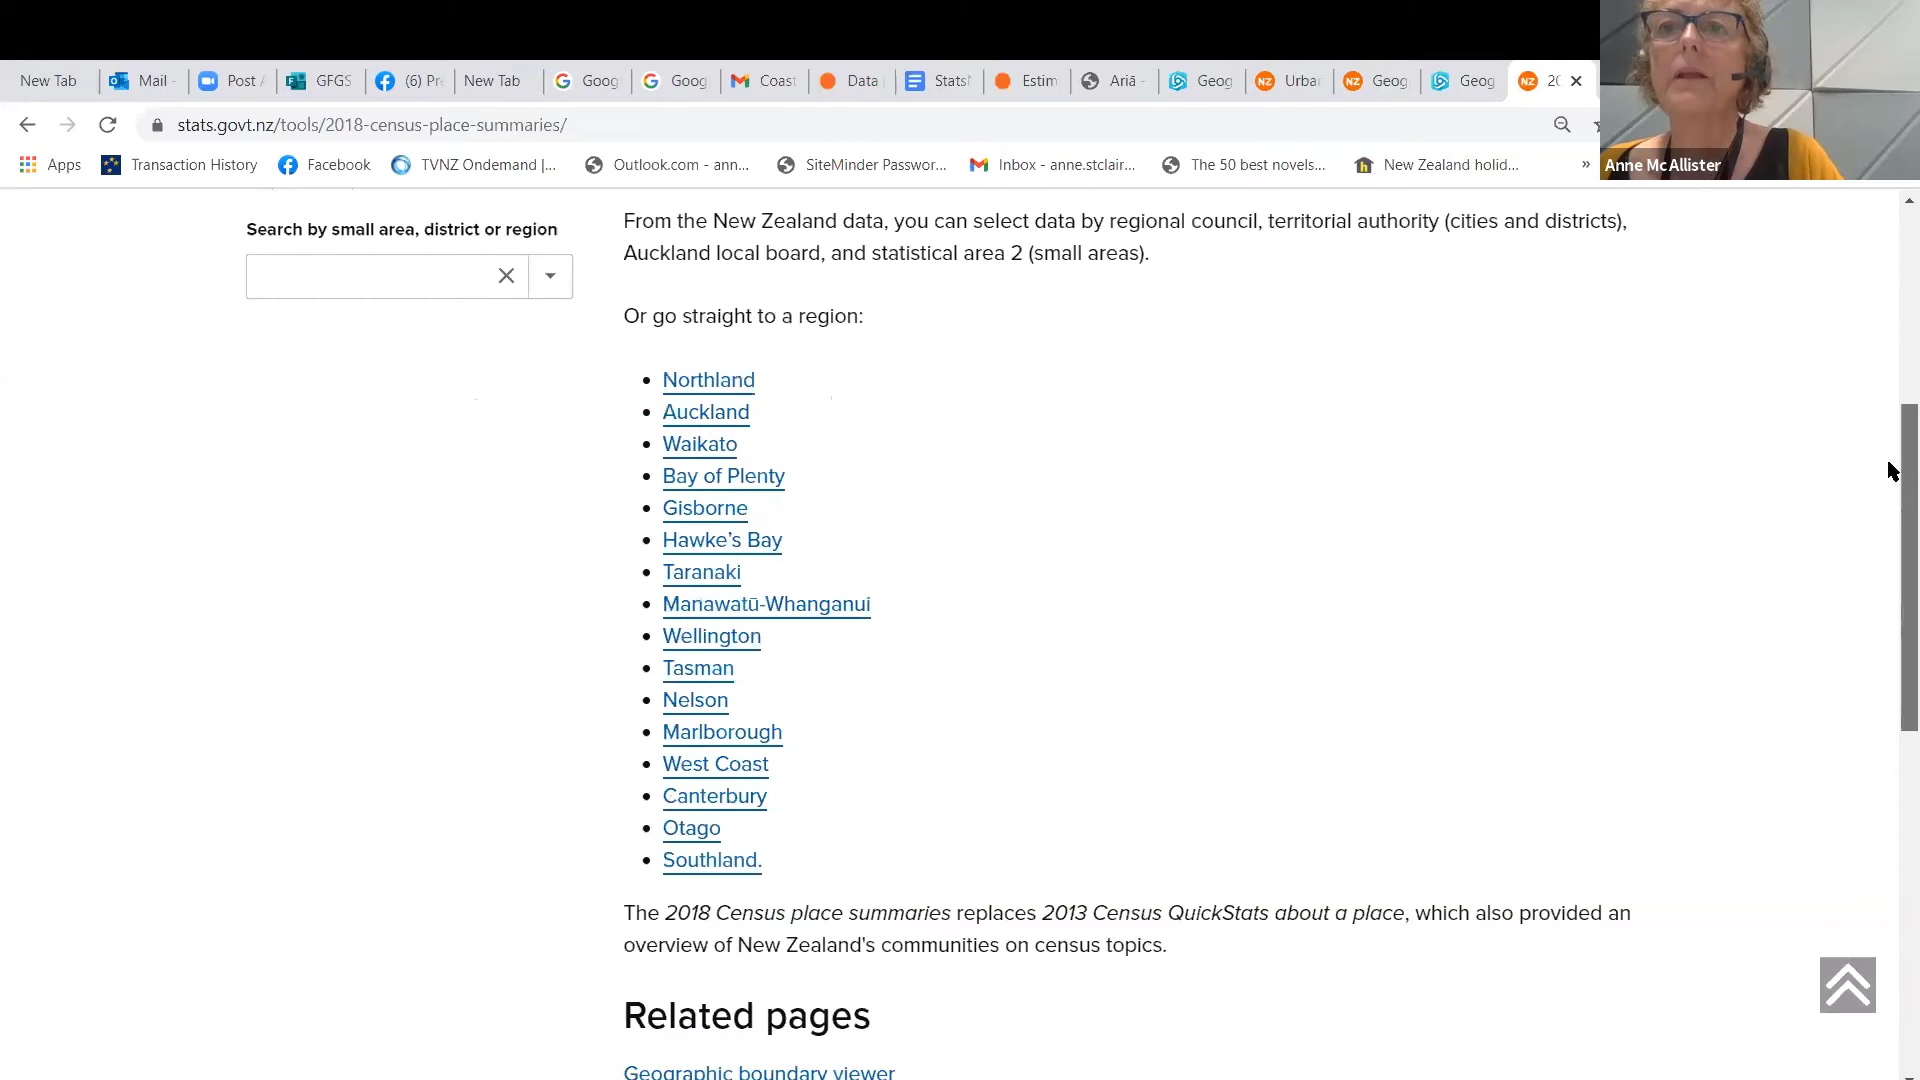 New Tab
Mail -
Post A
GFGS
(6) Pr
New Tab
Goog
Goog
Coast
Data
StatsN
Estim
Ariā -
Geog
Urba
Geog
Geog
20
stats.govt.nz/tools/2018-census-place-summaries/
Apps
Transaction History
Facebook
TVNZ Ondemand |...
Outlook.com - ann...
SiteMinder Passwor...
Inbox - anne.stclair...
The 50 best novels...
New Zealand holid...
»
Anne McAllister
Search by small area, district or region
From the New Zealand data, you can select data by regional council, territorial authority (cities and districts),
Auckland local board, and statistical area 2 (small areas).
Or go straight to a region:
Northland
Auckland
Waikato
Bay of Plenty
Gisborne
Hawke’s Bay
Taranaki
Manawatū-Whanganui
Wellington
Tasman
Nelson
Marlborough
West Coast
Canterbury
Otago
Southland.
The 2018 Census place summaries replaces 2013 Census QuickStats about a place, which also provided an
overview of New Zealand's communities on census topics.
Related pages
Geographic boundary viewer